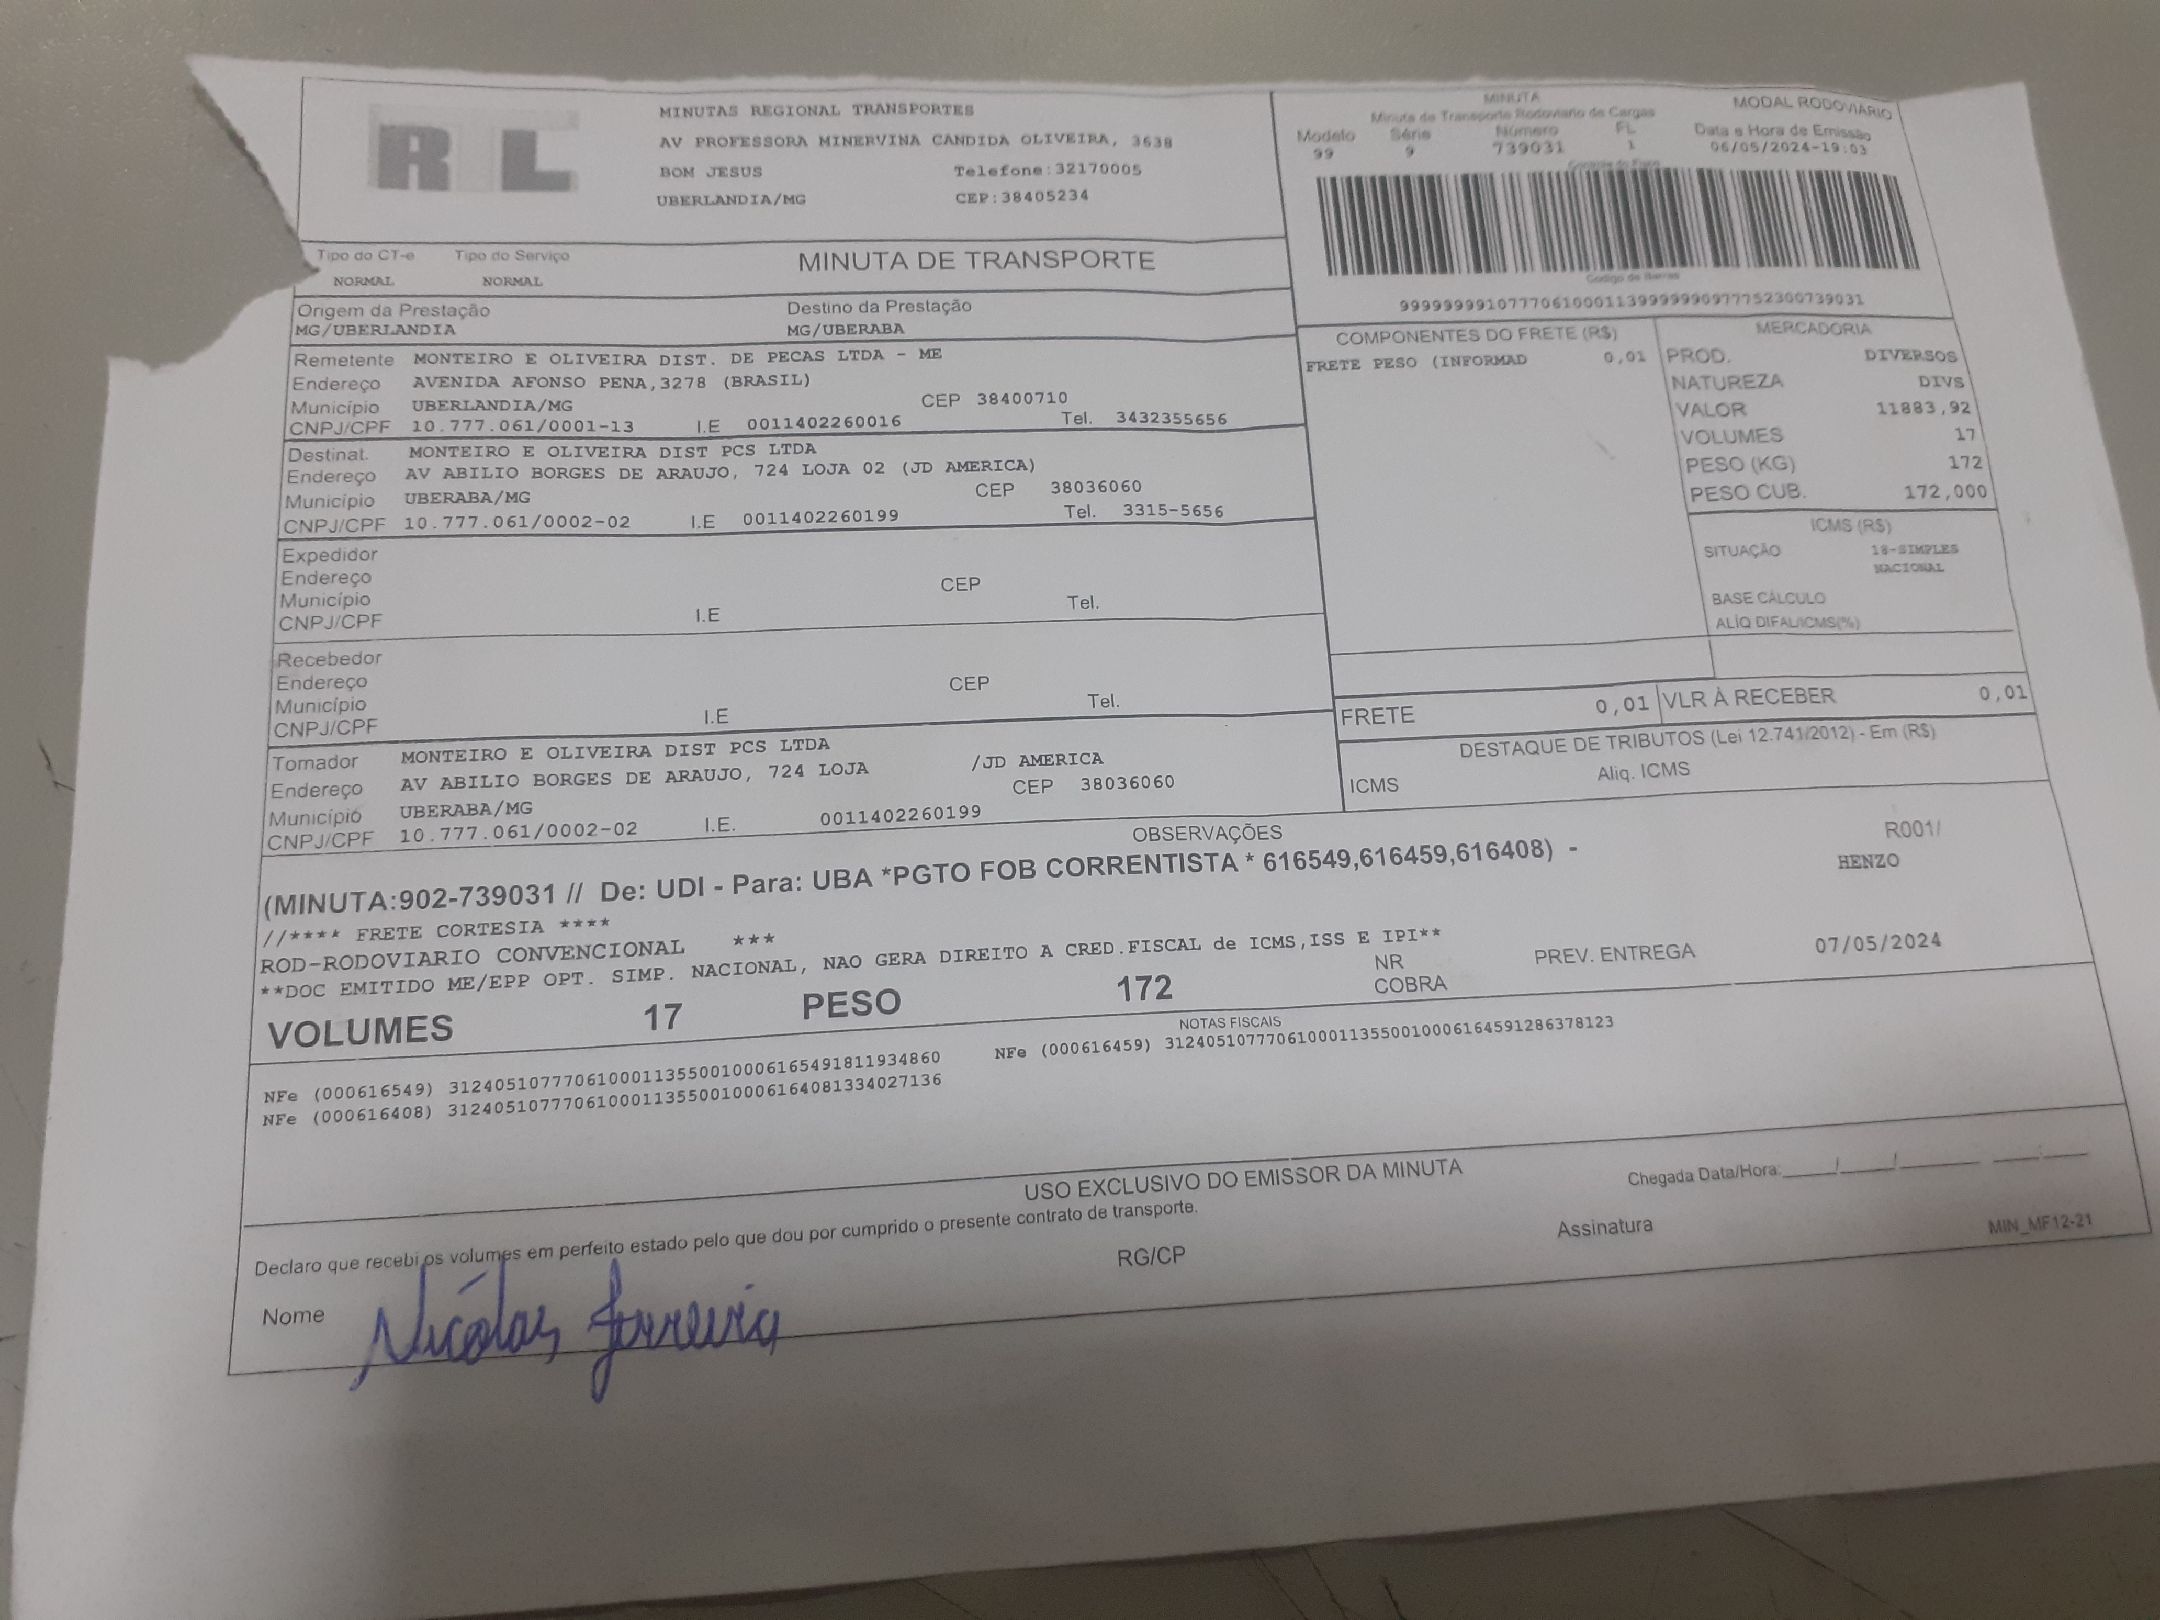 RTL
MINUTAS REGIONAL TRANSPORTES
AV PROFESSORA MINERVINA CANDIDA OLIVEIRA, 3638
BOM JESUS Telefone:32170005
UBERLANDIA/MG CEP:38405234
MINUTA MODAL RODOVIÁRIO
Minuta de Transporte Rodoviario de Cargas
Modelo Série Número FL Data e Hora de Emissão
99 9 739031 1 06/05/2024-19:03
Controle do Fisco
Codigo de Barras
Tipo do CT-e Tipo do Serviço MINUTA DE TRANSPORTE
NORMAL NORMAL
Origem da Prestação Destino da Prestação
MG/UBERLANDIA MG/UBERABA
Remetente MONTEIRO E OLIVEIRA DIST. DE PECAS LTDA - ME
Endereço AVENIDA AFONSO PENA,3278 (BRASIL)
Município UBERLANDIA/MG CEP 38400710
CNPJ/CPF 10.777.061/0001-13 I.E 0011402260016 Tel. 3432355656
Destinat. MONTEIRO E OLIVEIRA DIST PCS LTDA
Endereço AV ABILIO BORGES DE ARAUJO, 724 LOJA 02 (JD AMERICA)
Município UBERABA/MG CEP 38036060
CNPJ/CPF 10.777.061/0002-02 I.E 0011402260199 Tel. 3315-5656
Expedidor
Endereço
Município CEP
CNPJ/CPF I.E Tel.
Recebedor
Endereço
Município CEP
CNPJ/CPF I.E Tel.
Tomador MONTEIRO E OLIVEIRA DIST PCS LTDA
Endereço AV ABILIO BORGES DE ARAUJO, 724 LOJA /JD AMERICA
Município UBERABA/MG CEP 38036060
CNPJ/CPF 10.777.061/0002-02 I.E. 0011402260199
COMPONENTES DO FRETE (R$)
FRETE PESO (INFORMAD 0,01
MERCADORIA
PROD. DIVERSOS
NATUREZA DIVS
VALOR 11883,92
VOLUMES 17
PESO (KG) 172
PESO CUB. 172,000
ICMS (R$)
SITUAÇÃO 18-SIMPLES
NACIONAL
BASE CÁLCULO
ALÍQ DIFAL/ICMS(%)
FRETE 0,01 VLR À RECEBER 0,01
DESTAQUE DE TRIBUTOS (Lei 12.741/2012) - Em (R$)
ICMS Aliq. ICMS
OBSERVAÇÕES
(MINUTA:902-739031 // De: UDI - Para: UBA *PGTO FOB CORRENTISTA * 616549,616459,616408) -
R001/
HENZO
//**** FRETE CORTESIA ****
ROD-RODOVIARIO CONVENCIONAL ***
**DOC EMITIDO ME/EPP OPT. SIMP. NACIONAL, NAO GERA DIREITO A CRED.FISCAL de ICMS,ISS E IPI**
VOLUMES 17 PESO 172
NR
COBRA
PREV. ENTREGA 07/05/2024
NOTAS FISCAIS
NFe (000616549) 31240510777061000113550010006165491811934860 NFe (000616459) 31240510777061000113550010006164591286378123
NFe (000616408) 31240510777061000113550010006164081334027136
USO EXCLUSIVO DO EMISSOR DA MINUTA
Chegada Data/Hora:_____/_____/_______ ____:____
Declaro que recebi os volumes em perfeito estado pelo que dou por cumprido o presente contrato de transporte.
Nome Nícolas Ferreira RG/CP Assinatura
MIN_MF12-21